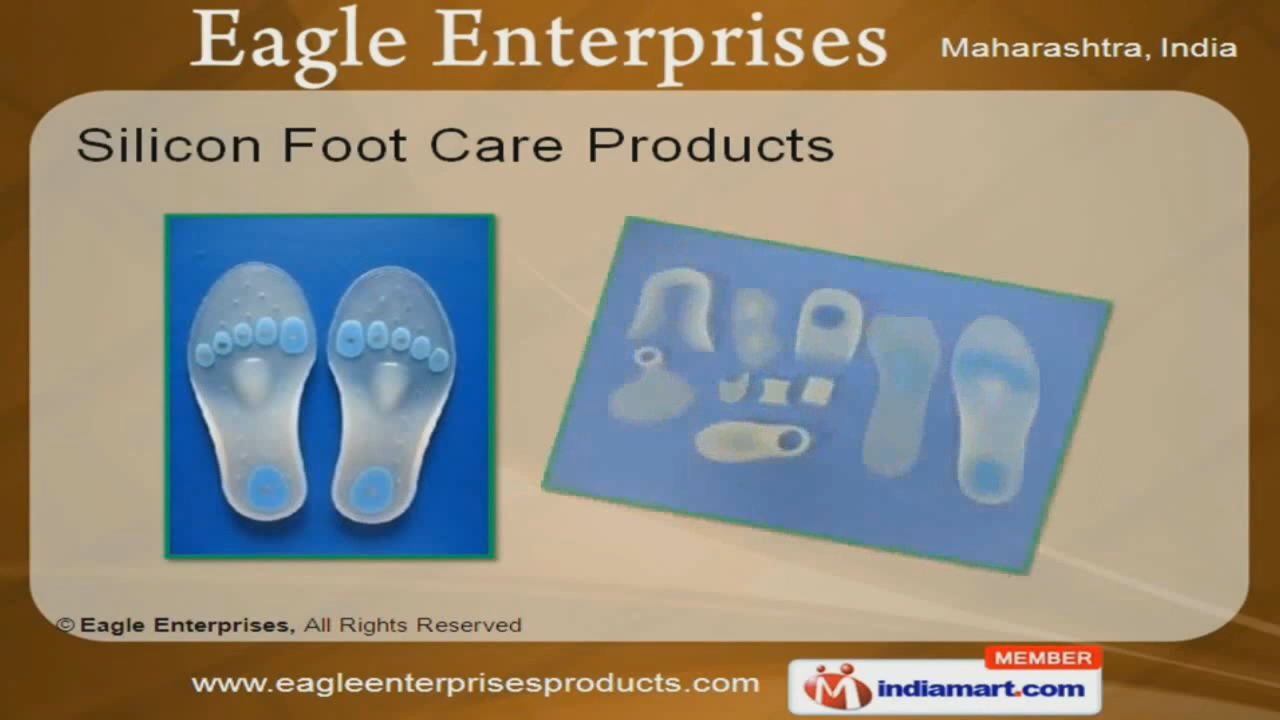 Eagle Enterprises
Maharashtra, India
Silicon Foot Care Products
© Eagle Enterprises, All Rights Reserved
www.eagleenterprisesproducts.com
MEMBER
indiamart.com